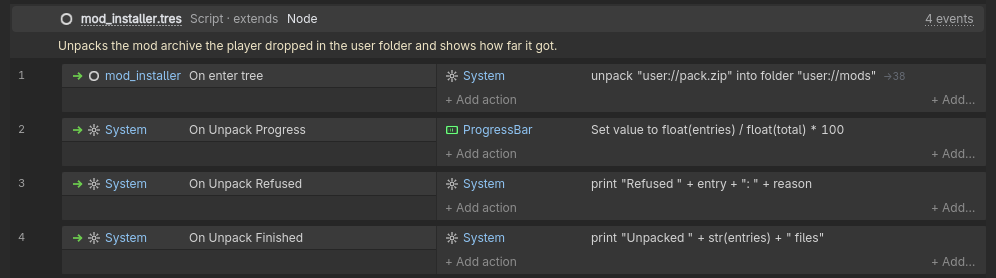 mod_installer.tres Script · extends Node 4 events
Unpacks the mod archive the player dropped in the user folder and shows how far it got.
1 mod_installer On enter tree System unpack "user://pack.zip" into folder "user://mods" →38
+ Add action + Add...
2 System On Unpack Progress ProgressBar Set value to float(entries) / float(total) * 100
+ Add action + Add...
3 System On Unpack Refused System print "Refused " + entry + ": " + reason
+ Add action + Add...
4 System On Unpack Finished System print "Unpacked " + str(entries) + " files"
+ Add action + Add...